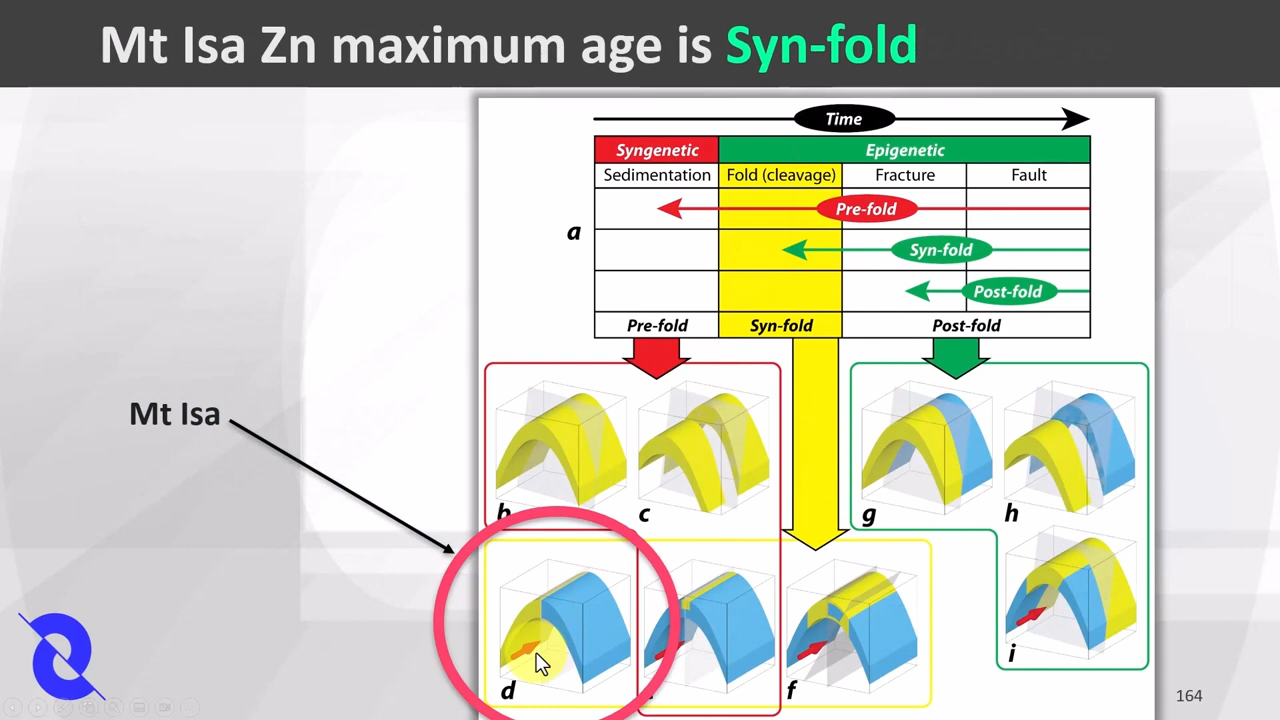 Mt Isa Zn maximum age is Syn-fold
Time
Syngenetic Epigenetic
Sedimentation Fold (cleavage) Fracture Fault
Pre-fold
a
Syn-fold
Post-fold
Pre-fold Syn-fold Post-fold
Mt Isa
b c g h
d f i
164